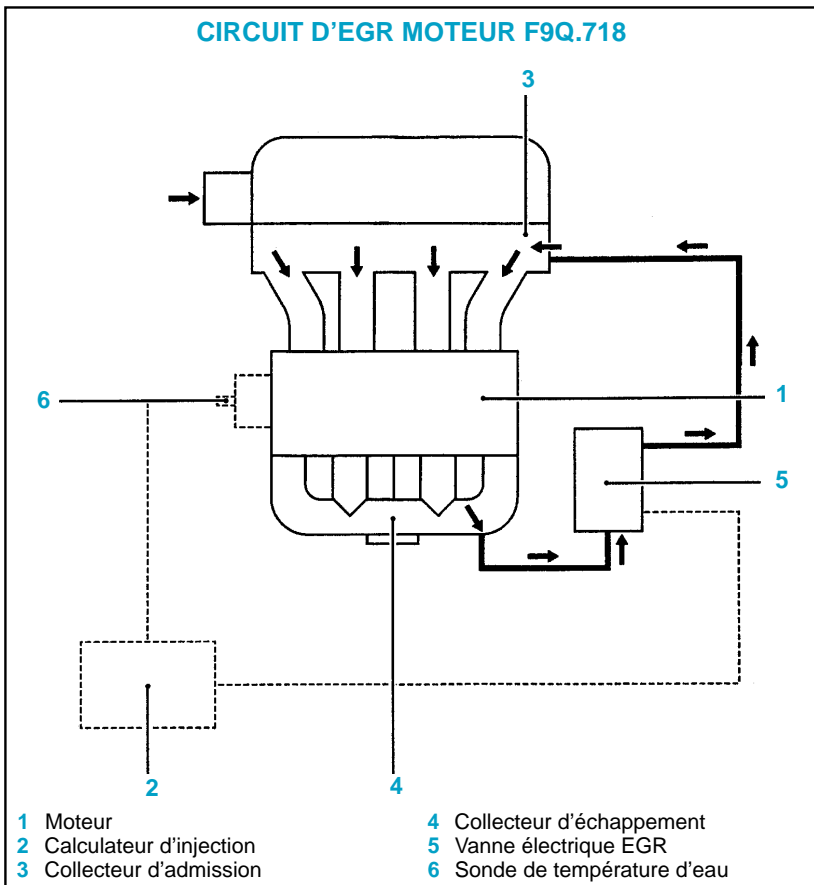 CIRCUIT D'EGR MOTEUR F9Q.718
3
6
1
5
2
4
1 Moteur
2 Calculateur d'injection
3 Collecteur d'admission
4 Collecteur d'échappement
5 Vanne électrique EGR
6 Sonde de température d'eau